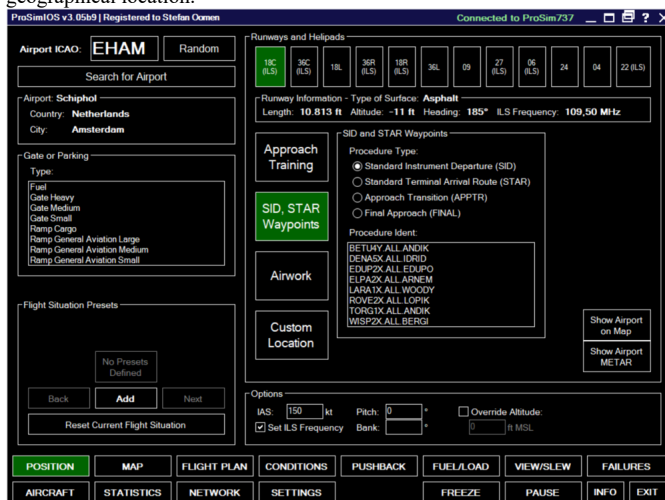 geographical location.
ProSimIOS v3.05b9 | Registered to Stefan Oomen
Connected to ProSim737
Airport ICAO: EHAM Random
Search for Airport
Airport: Schiphol
Country: Netherlands
City: Amsterdam
Gate or Parking
Type:
Fuel
Gate Heavy
Gate Medium
Gate Small
Ramp Cargo
Ramp General Aviation Large
Ramp General Aviation Medium
Ramp General Aviation Small
Flight Situation Presets
No Presets
Defined
Back Add Next
Reset Current Flight Situation
Runways and Helipads
18C (ILS) 36C (ILS) 18L 36R (ILS) 18R (ILS) 36L 09 27 (ILS) 06 (ILS) 24 04 22 (ILS)
Runway Information - Type of Surface: Asphalt
Length: 10.813 ft Altitude: -11 ft Heading: 185° ILS Frequency: 109,50 MHz
Approach
Training
SID, STAR
Waypoints
Airwork
Custom
Location
SID and STAR Waypoints
Procedure Type:
Standard Instrument Departure (SID)
Standard Terminal Arrival Route (STAR)
Approach Transition (APPTR)
Final Approach (FINAL)
Procedure Ident:
BETU4Y.ALL.ANDIK
DENA5X.ALL.IDRID
EDUP2X.ALL.EDUPO
ELPA2X.ALL.ARNEM
LARA1X.ALL.WOODY
ROVE2X.ALL.LOPIK
TORG1X.ALL.ANDIK
WISP2X.ALL.BERGI
Show Airport
on Map
Show Airport
METAR
Options
IAS: 150 kt Pitch: 0 ° Override Altitude:
Set ILS Frequency Bank: ° 0 ft MSL
POSITION MAP FLIGHT PLAN CONDITIONS PUSHBACK FUEL/LOAD VIEW/SLEW FAILURES
AIRCRAFT STATISTICS NETWORK SETTINGS FREEZE PAUSE INFO EXIT